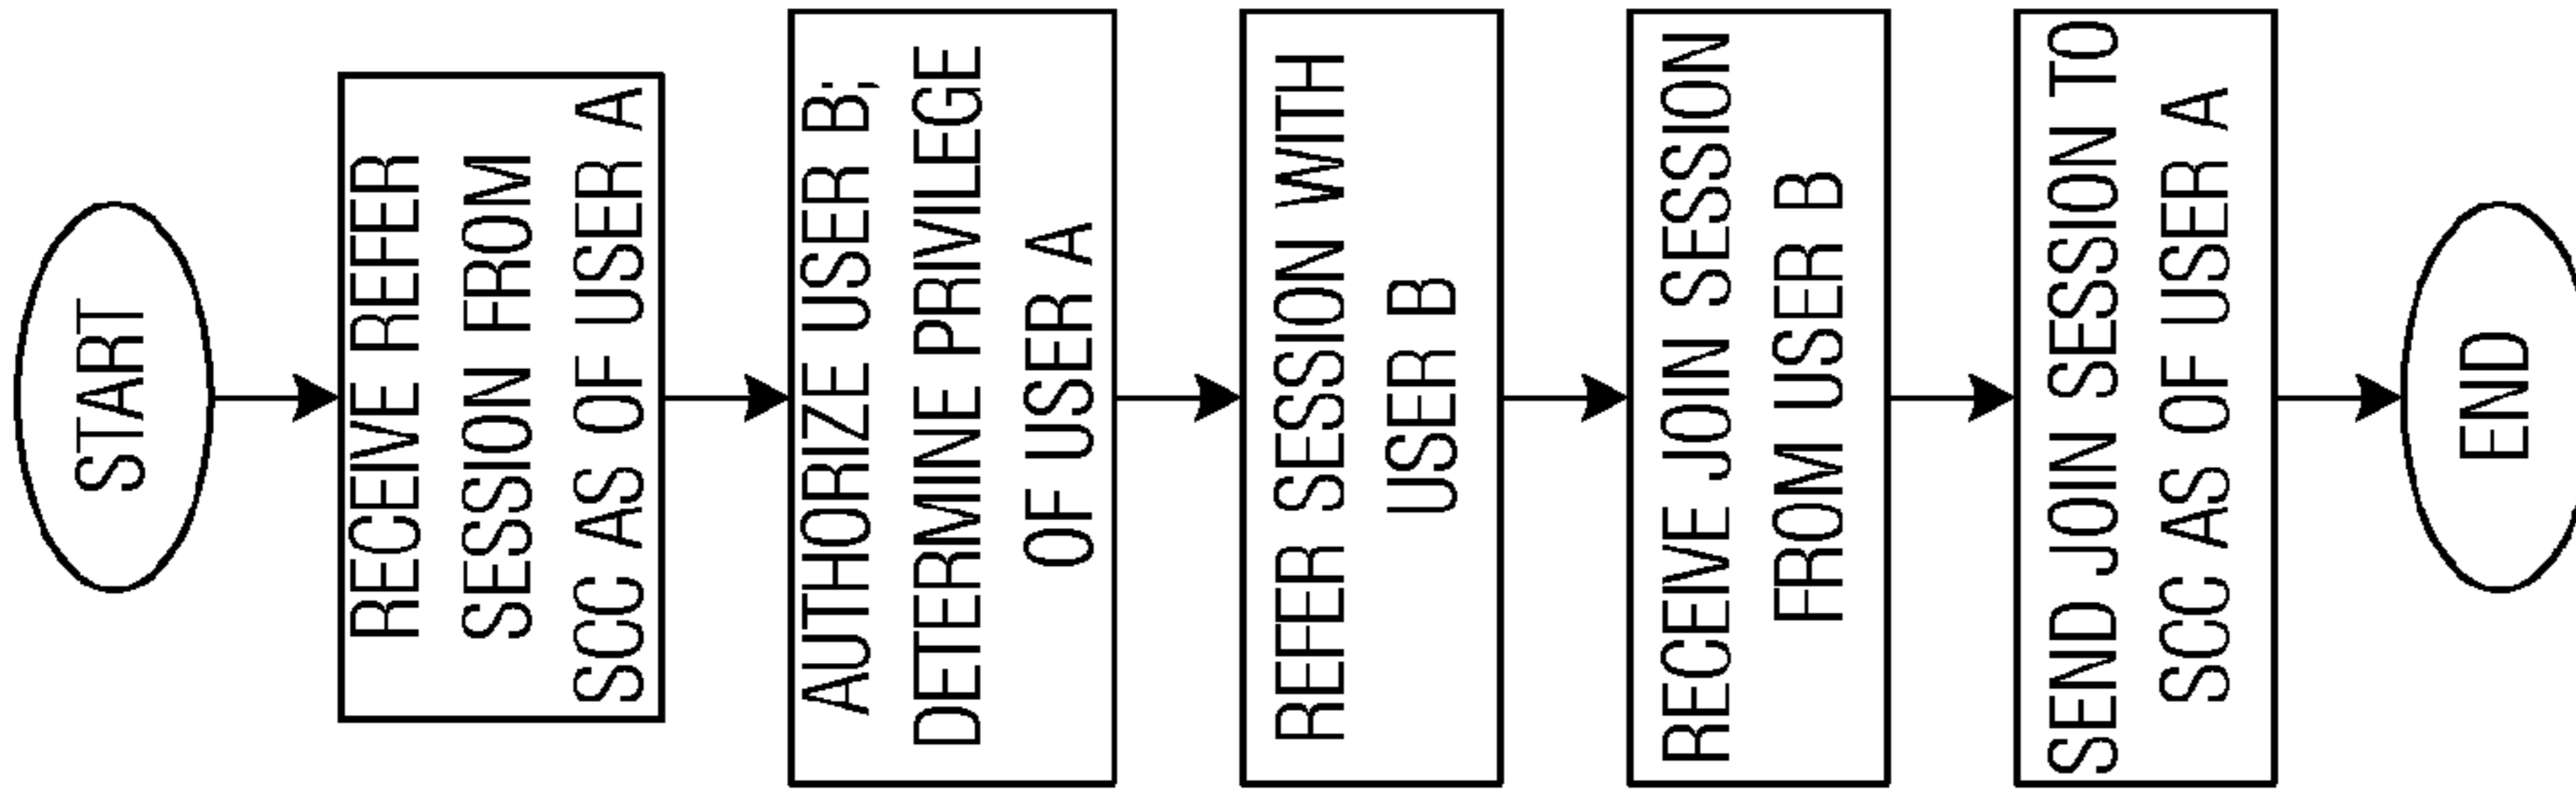 START
RECEIVE REFER
SESSION FROM
SCC AS OF USER A
AUTHORIZE USER B;
DETERMINE PRIVILEGE
OF USER A
REFER SESSION WITH
USER B
RECEIVE JOIN SESSION
FROM USER B
SEND JOIN SESSION TO
SCC AS OF USER A
END